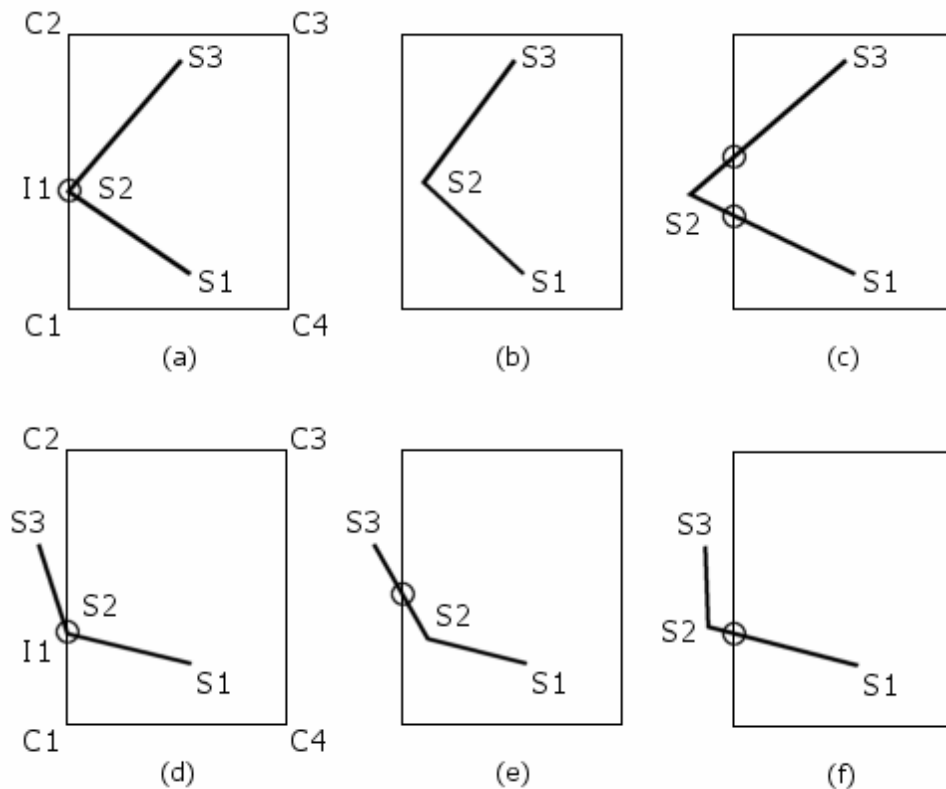 C2 C3
S3 S3 S3
I1 S2 S2 S2
S1 S1 S1
C1 C4
(a) (b) (c)
C2 C3
S3 S3 S3
S2 S2 S2
I1 S1 S1 S1
C1 C4
(d) (e) (f)